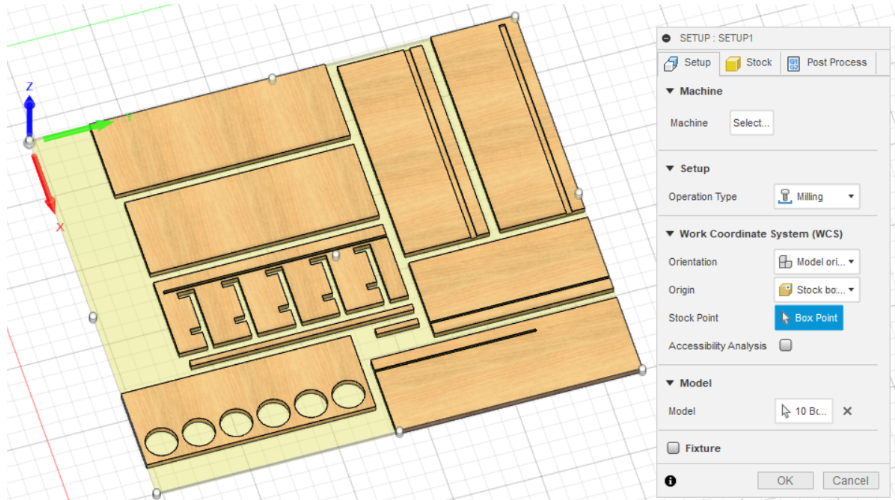 SETUP : SETUP1
Setup Stock Post Process
Machine
Machine Select...
Setup
Operation Type Milling
Work Coordinate System (WCS)
Orientation Model ori...
Origin Stock bo...
Stock Point Box Point
Accessibility Analysis
Model
Model 10 Bo...
Fixture
OK Cancel
Z
Y
X